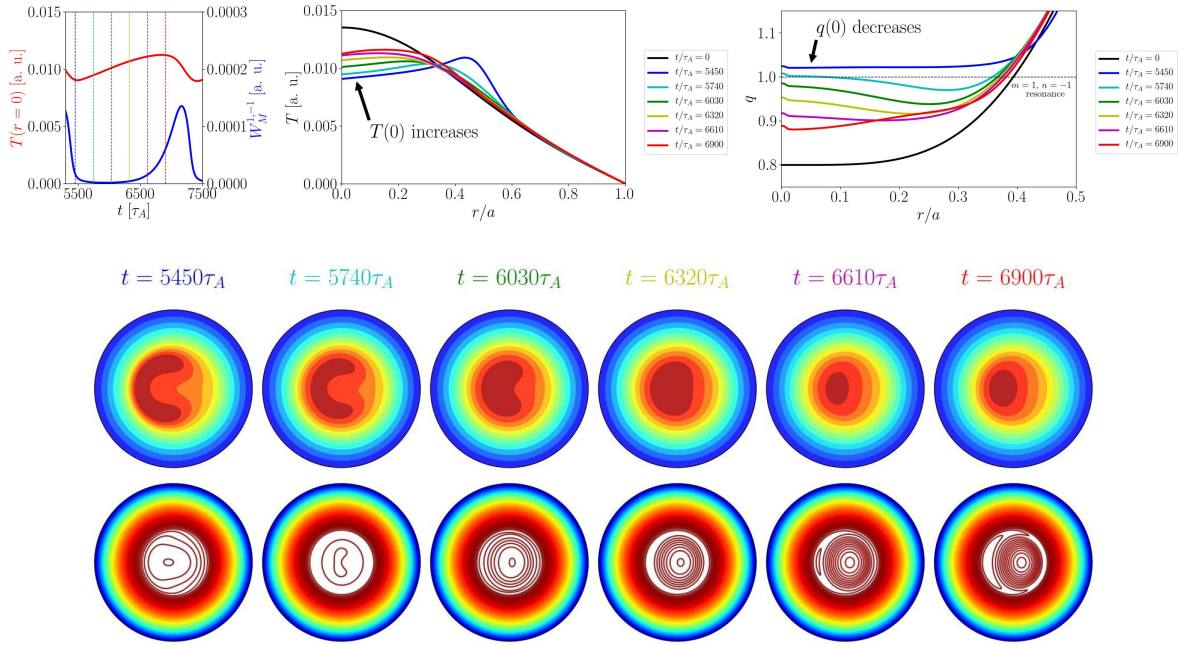 0.015
0.010
0.005
0.000
T(r = 0) [a. u.]
5500
6500
7500
t [τ_A]
0.0003
0.0002
0.0001
0.0000
W_M^{1,-1} [a. u.]
0.015
0.010
0.005
0.000
T [a. u.]
T(0) increases
0.0 0.2 0.4 0.6 0.8 1.0
r/a
t/τ_A = 0
t/τ_A = 5450
t/τ_A = 5740
t/τ_A = 6030
t/τ_A = 6320
t/τ_A = 6610
t/τ_A = 6900
1.1
1.0
0.9
0.8
q
q(0) decreases
m = 1, n = −1
resonance
0.0 0.1 0.2 0.3 0.4 0.5
r/a
t/τ_A = 0
t/τ_A = 5450
t/τ_A = 5740
t/τ_A = 6030
t/τ_A = 6320
t/τ_A = 6610
t/τ_A = 6900
t = 5450τ_A t = 5740τ_A t = 6030τ_A t = 6320τ_A t = 6610τ_A t = 6900τ_A